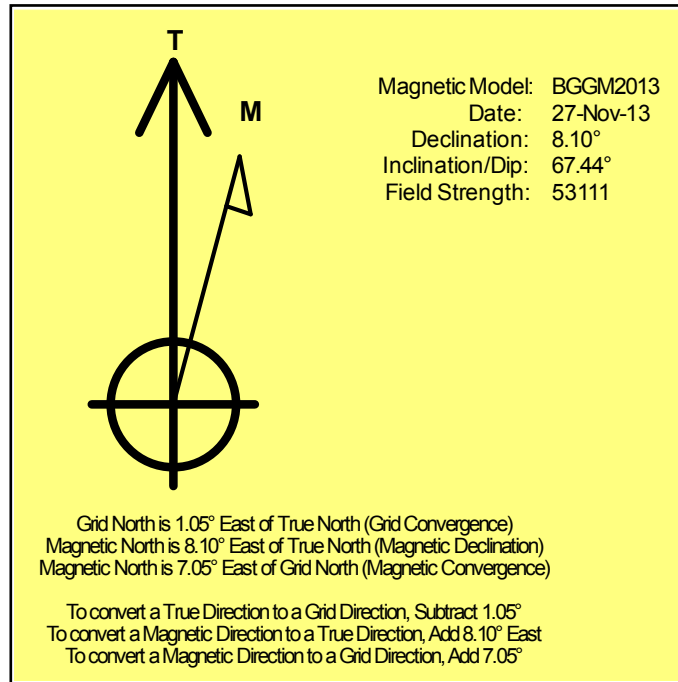 T
M
Magnetic Model: BGGM2013
Date: 27-Nov-13
Declination: 8.10°
Inclination/Dip: 67.44°
Field Strength: 53111
Grid North is 1.05° East of True North (Grid Convergence)
Magnetic North is 8.10° East of True North (Magnetic Declination)
Magnetic North is 7.05° East of Grid North (Magnetic Convergence)
To convert a True Direction to a Grid Direction, Subtract 1.05°
To convert a Magnetic Direction to a True Direction, Add 8.10° East
To convert a Magnetic Direction to a Grid Direction, Add 7.05°